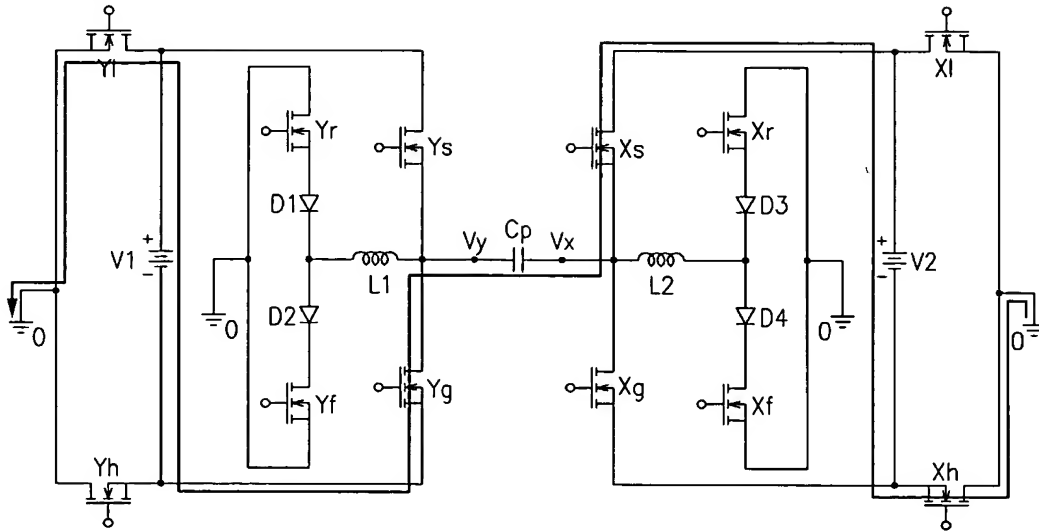 Yl
Xl
Yr
Ys
Xs
Xr
D1
D3
V1
+
-
Vy
Cp
Vx
+
-
V2
L1
L2
0
0
D2
D4
0
0
Yf
Yg
Xg
Xf
Yh
Xh